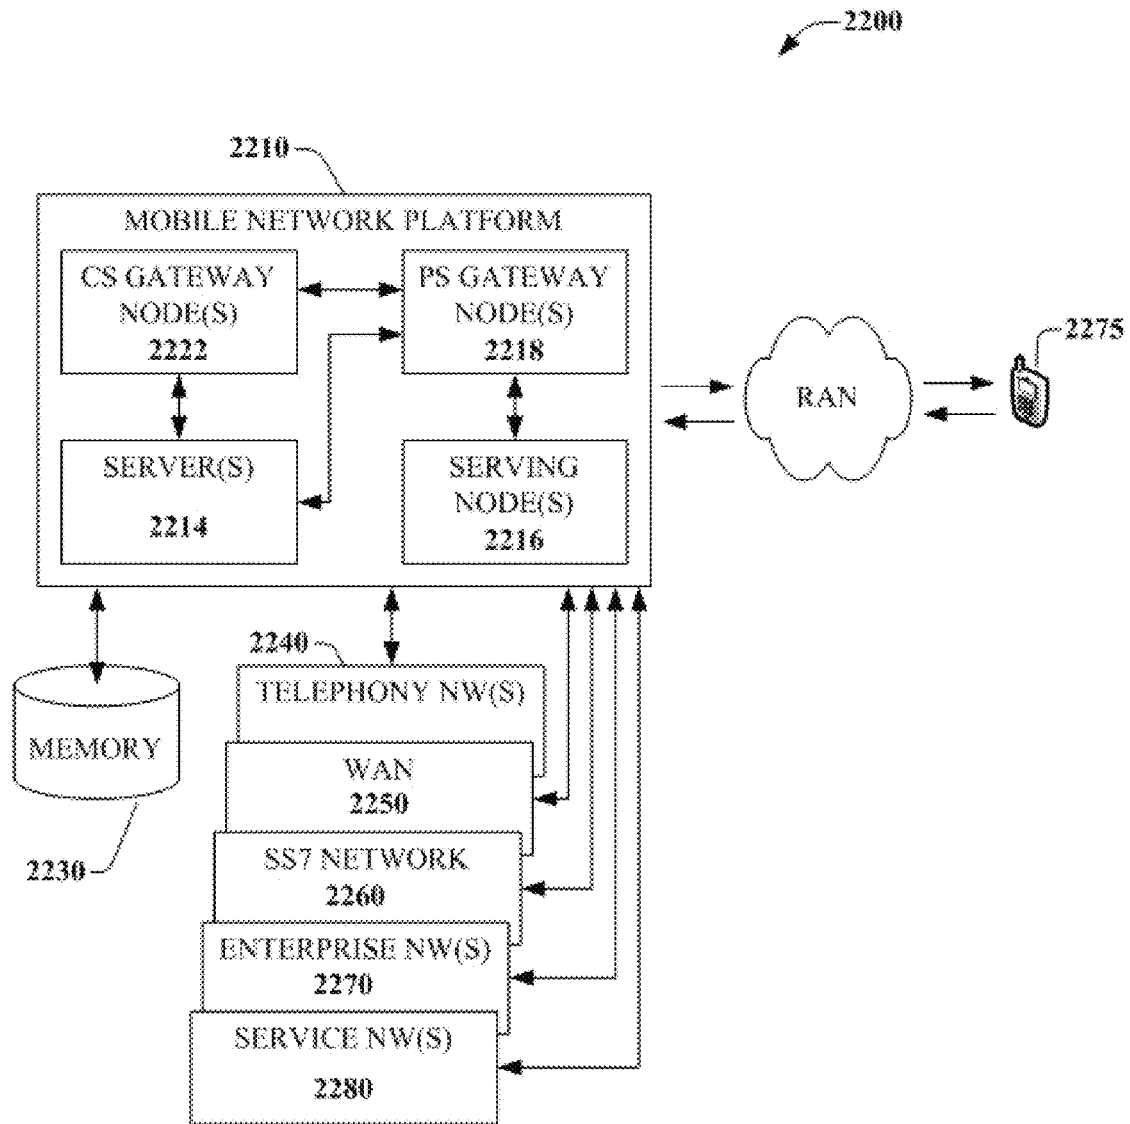 2200
2210
MOBILE NETWORK PLATFORM
CS GATEWAY
NODE(S)
2222
PS GATEWAY
NODE(S)
2218
SERVER(S)
2214
SERVING
NODE(S)
2216
RAN
2275
2240
TELEPHONY NW(S)
MEMORY
2230
WAN
2250
SS7 NETWORK
2260
ENTERPRISE NW(S)
2270
SERVICE NW(S)
2280